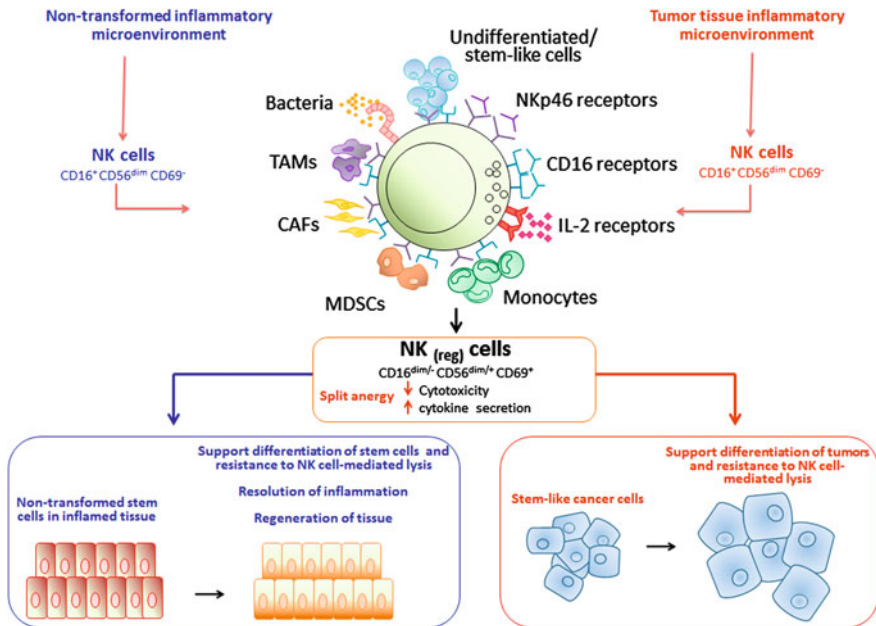 Non-transformed inflammatory
microenvironment
Tumor tissue inflammatory
microenvironment
Undifferentiated/
stem-like cells
Bacteria
NKp46 receptors
TAMs
CD16 receptors
CAFs
IL-2 receptors
MDSCs
Monocytes
NK cells
CD16⁺ CD56ᵈⁱᵐ CD69⁻
NK cells
CD16⁺ CD56ᵈⁱᵐ CD69⁻
NK (reg) cells
CD16ᵈⁱᵐ/⁻ CD56ᵈⁱᵐ/⁺ CD69⁺
Split anergy
Cytotoxicity
cytokine secretion
Support differentiation of stem cells and
resistance to NK cell-mediated lysis
Resolution of inflammation
Regeneration of tissue
Non-transformed stem
cells in inflamed tissue
Support differentiation of tumors
and resistance to NK cell-
mediated lysis
Stem-like cancer cells